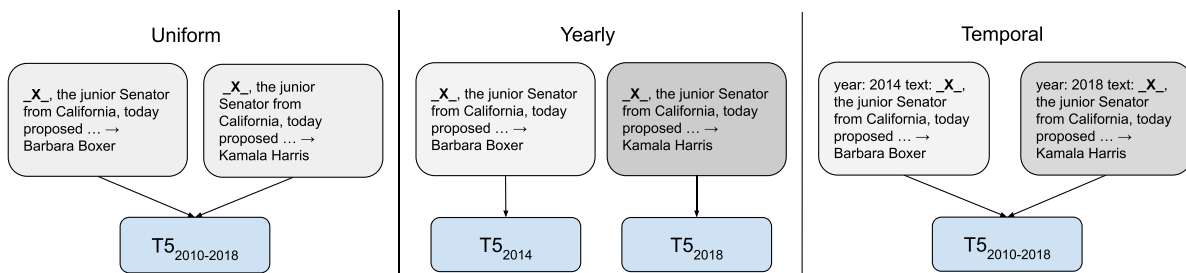 Uniform
_X_, the junior Senator
from California, today
proposed … →
Barbara Boxer
_X_, the junior
Senator from
California, today
proposed … →
Kamala Harris
T5 2010-2018
Yearly
_X_, the junior Senator
from California, today
proposed … →
Barbara Boxer
_X_, the junior Senator
from California, today
proposed … →
Kamala Harris
T5 2014
T5 2018
Temporal
year: 2014 text: _X_,
the junior Senator
from California, today
proposed … →
Barbara Boxer
year: 2018 text: _X_,
the junior Senator
from California, today
proposed … →
Kamala Harris
T5 2010-2018